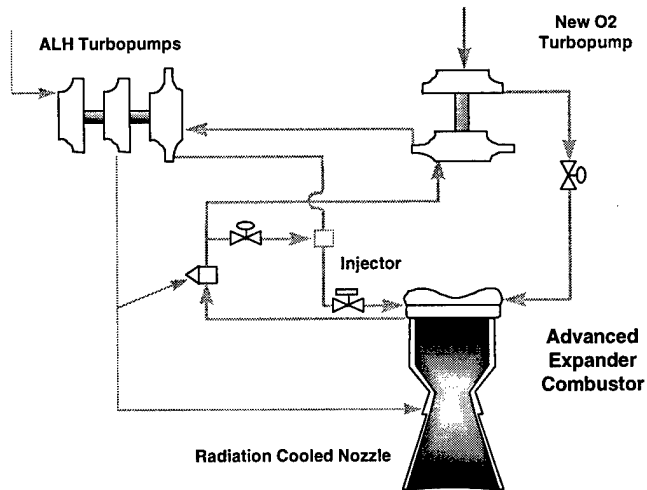 ALH Turbopumps
New O2
Turbopump
Injector
Advanced
Expander
Combustor
Radiation Cooled Nozzle